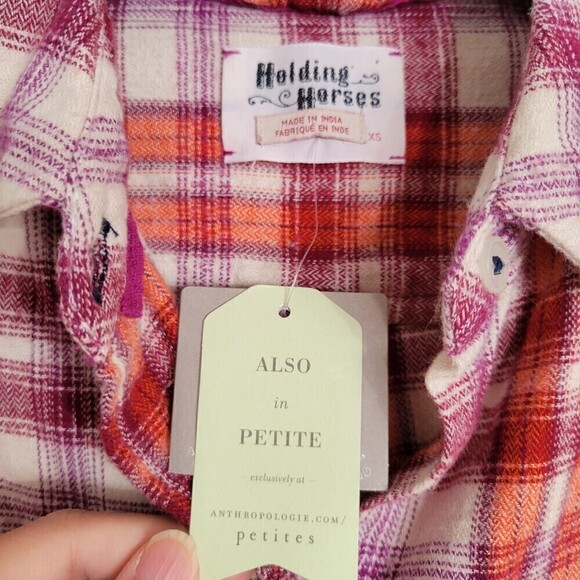 Holding
Horses
MADE IN INDIA
FABRIQUÉ EN INDE
XS
ALSO
in
PETITE
exclusively at
ANTHROPOLOGIE.COM/
petites